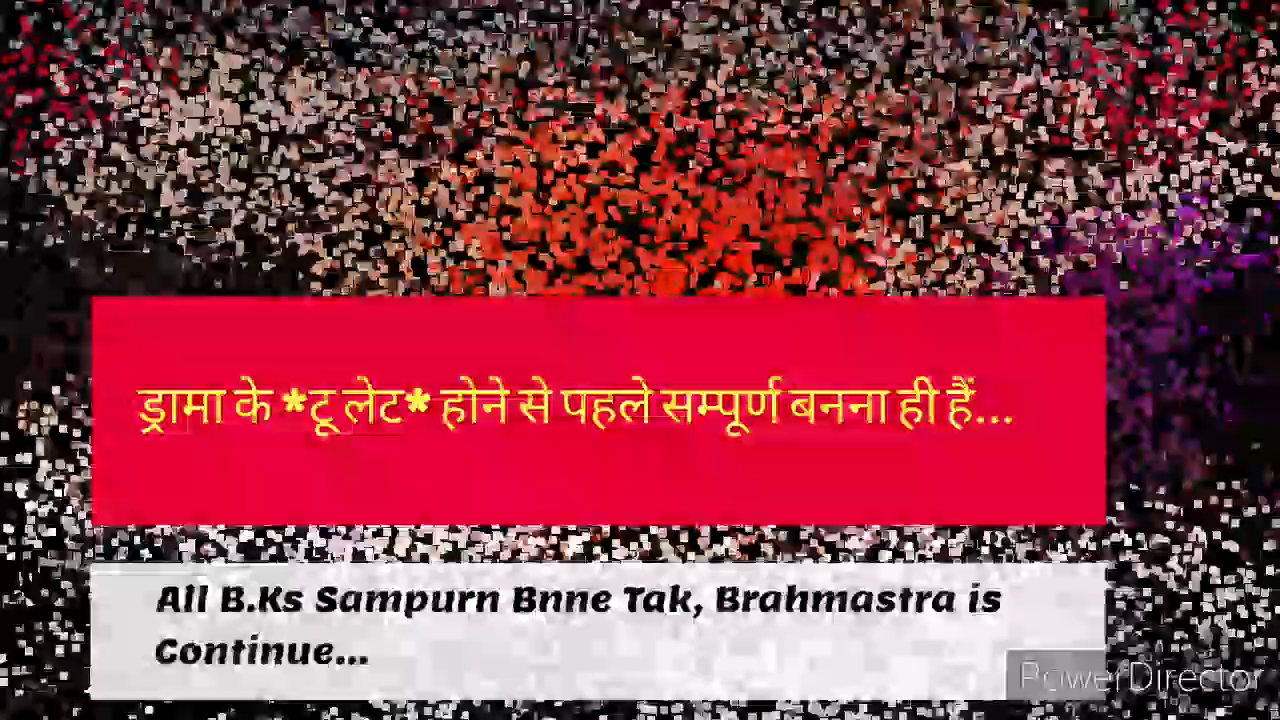 ड्रामा के *टू लेट* होने से पहले सम्पूर्ण बनना ही हैं...
All B.Ks Sampurn Bnne Tak, Brahmastra is
Continue...
PowerDirector